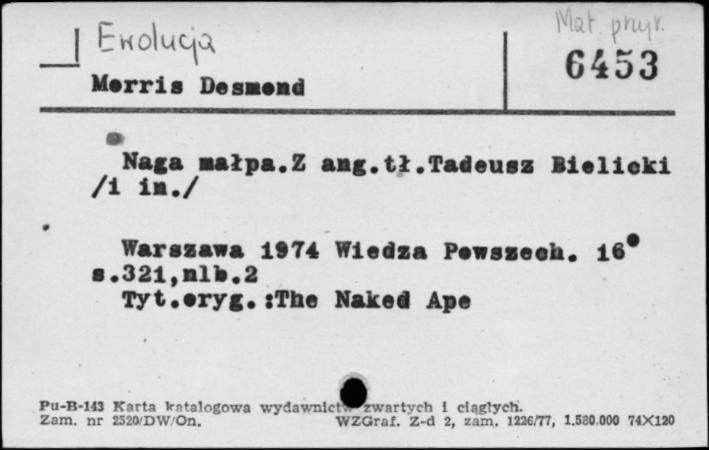 Ewolucja
Mat. przyr.
6453
Morris Desmond
Naga małpa.Z ang.tł.Tadeusz Bielicki
/i in./
Warszawa 1974 Wiedza Powszech. 16°
s.321,nlb.2
Tyt.oryg.:The Naked Ape
Pu-B-143 Karta katalogowa wydawnictw zwartych i ciągłych.
Zam. nr 2520/DW/On. WZGraf. Z-d 2, zam. 1226/77, 1.580.000 74X120